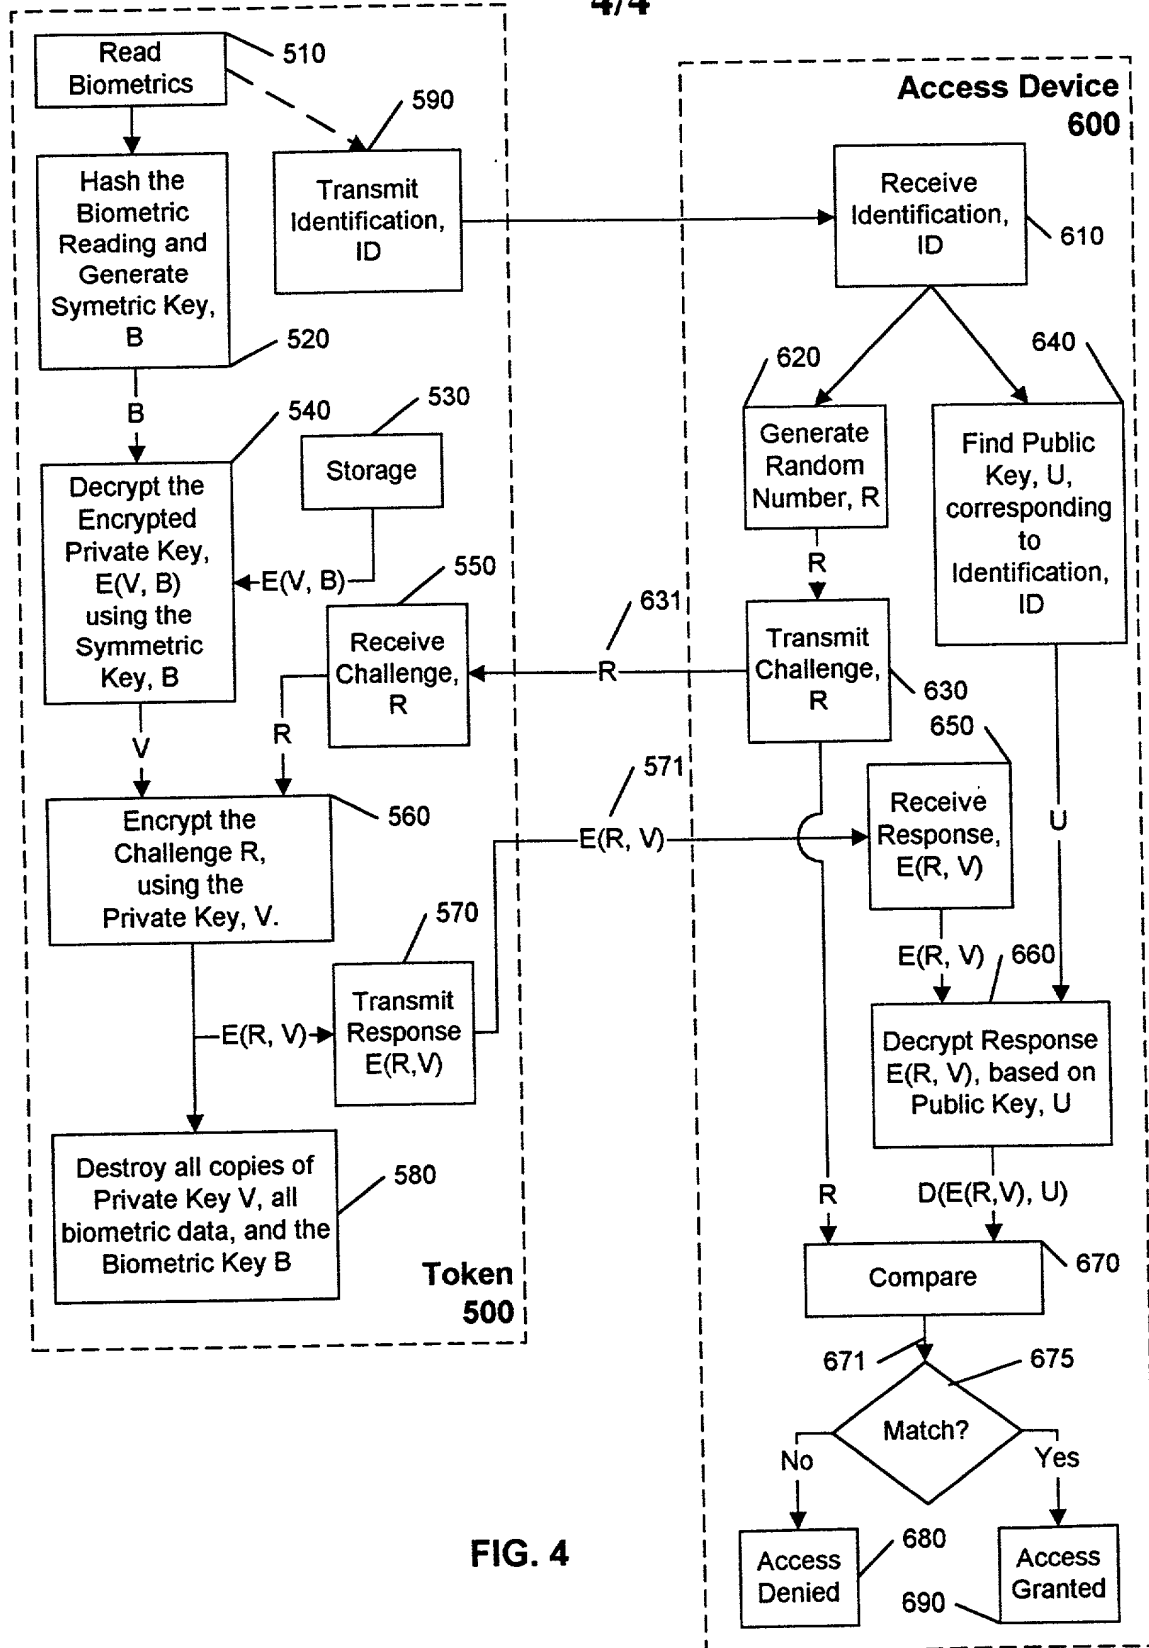 4/4
Read
Biometrics
510
590
Hash the
Biometric
Reading and
Generate
Symetric Key,
B
520
Transmit
Identification,
ID
B
540
530
Storage
Decrypt the
Encrypted
Private Key,
E(V, B)
using the
Symmetric
Key, B
E(V, B)
550
Receive
Challenge,
R
V
R
Encrypt the
Challenge R,
using the
Private Key, V.
560
570
E(R, V)
Transmit
Response
E(R,V)
Destroy all copies of
Private Key V, all
biometric data, and the
Biometric Key B
580
Token
500
631
R
571
E(R, V)
Access Device
600
Receive
Identification,
ID
610
620
640
Generate
Random
Number, R
Find Public
Key, U,
corresponding
to
Identification,
ID
R
Transmit
Challenge,
R
630
650
Receive
Response,
E(R, V)
U
E(R, V)
660
Decrypt Response
E(R, V), based on
Public Key, U
R
D(E(R,V), U)
Compare
670
671
675
Match?
No
Yes
Access
Denied
680
Access
Granted
690
FIG. 4